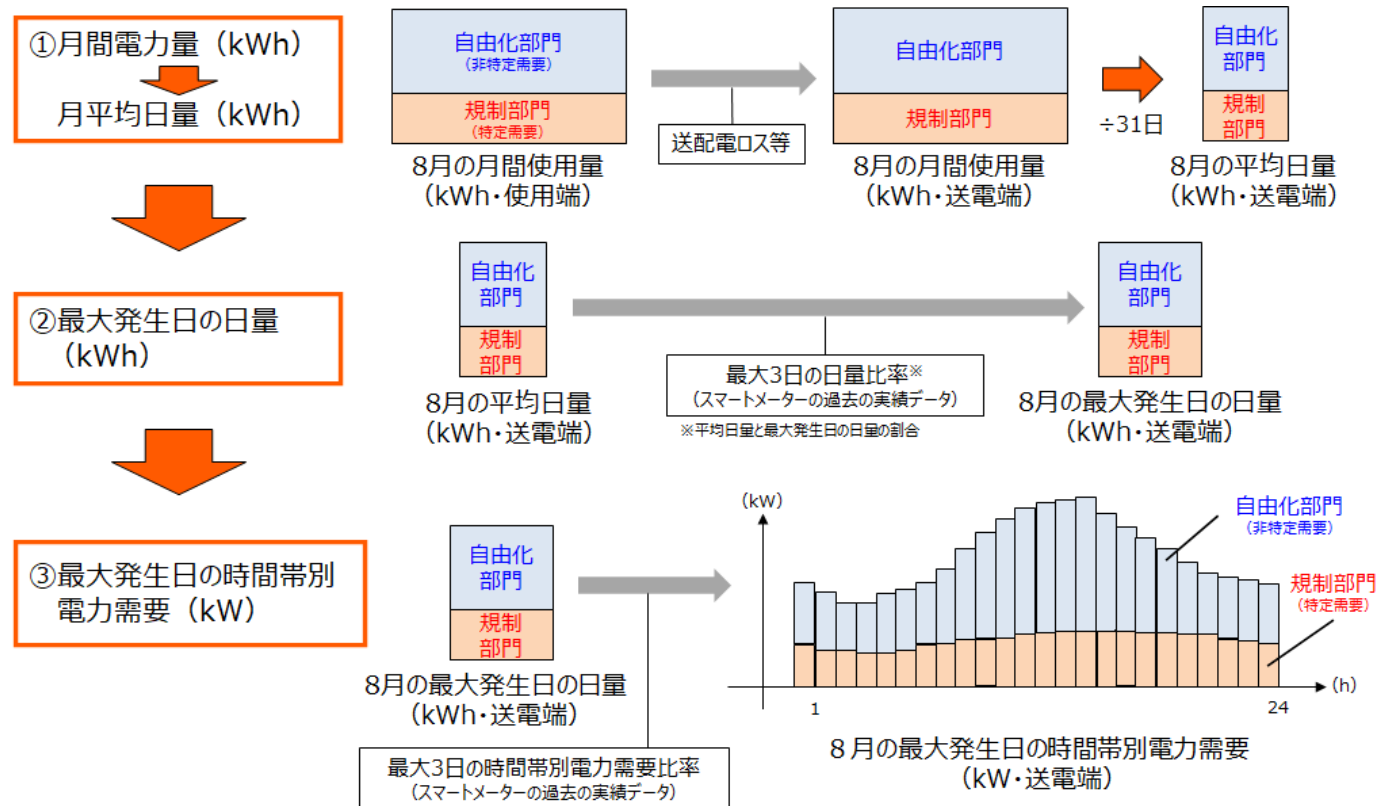 ①月間電力量（kWh）
月平均日量（kWh）
自由化部門
（非特定需要）
規制部門
（特定需要）
8月の月間使用量
（kWh・使用端）
送配電ロス等
自由化部門
規制部門
8月の月間使用量
（kWh・送電端）
÷31日
自由化
部門
規制
部門
8月の平均日量
（kWh・送電端）
②最大発生日の日量
（kWh）
自由化
部門
規制
部門
8月の平均日量
（kWh・送電端）
最大3日の日量比率※
（スマートメーターの過去の実績データ）
※平均日量と最大発生日の日量の割合
自由化
部門
規制
部門
8月の最大発生日の日量
（kWh・送電端）
③最大発生日の時間帯別
電力需要（kW）
自由化
部門
規制
部門
8月の最大発生日の日量
（kWh・送電端）
最大3日の時間帯別電力需要比率
（スマートメーターの過去の実績データ）
（kW）
自由化部門
（非特定需要）
規制部門
（特定需要）
（h）
1
24
８月の最大発生日の時間帯別電力需要
（kW・送電端）